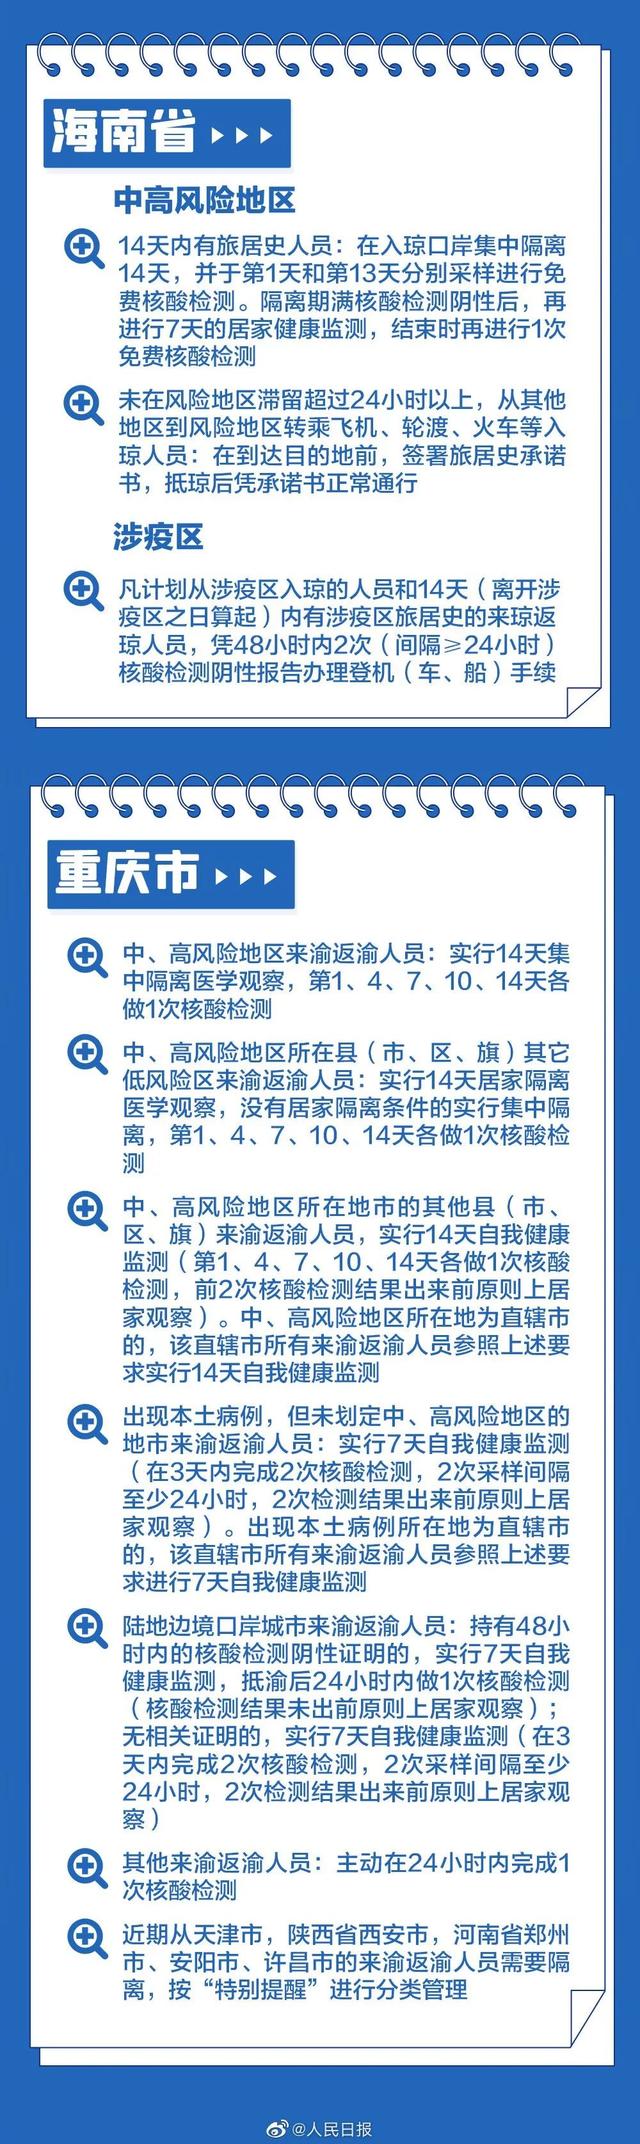 海南省
中高风险地区
14天内有旅居史人员：在入琼口岸集中隔离
14天，并于第1天和第13天分别采样进行免
费核酸检测。隔离期满核酸检测阴性后，再
进行7天的居家健康监测，结束时再进行1次
免费核酸检测
未在风险地区滞留超过24小时以上，从其他
地区到风险地区转乘飞机、轮渡、火车等入
琼人员：在到达目的地前，签署旅居史承诺
书，抵琼后凭承诺书正常通行
涉疫区
凡计划从涉疫区入琼的人员和14天（离开涉
疫区之日算起）内有涉疫区旅居史的来琼返
琼人员，凭48小时内2次（间隔≥24小时）
核酸检测阴性报告办理登机（车、船）手续
重庆市
中、高风险地区来渝返渝人员：实行14天集
中隔离医学观察，第1、4、7、10、14天各
做1次核酸检测
中、高风险地区所在县（市、区、旗）其它
低风险区来渝返渝人员：实行14天居家隔离
医学观察，没有居家隔离条件的实行集中隔
离，第1、4、7、10、14天各做1次核酸检
测
中、高风险地区所在地市的其他县（市、
区、旗）来渝返渝人员，实行14天自我健康
监测（第1、4、7、10、14天各做1次核酸
检测，前2次核酸检测结果出来前原则上居
家观察）。中、高风险地区所在地为直辖市
的，该直辖市所有来渝返渝人员参照上述要
求实行14天自我健康监测
出现本土病例，但未划定中、高风险地区的
地市来渝返渝人员：实行7天自我健康监测
（在3天内完成2次核酸检测，2次采样间隔
至少24小时，2次检测结果出来前原则上居
家观察）。出现本土病例所在地为直辖市
的，该直辖市所有来渝返渝人员参照上述要
求进行7天自我健康监测
陆地边境口岸城市来渝返渝人员：持有48小
时内的核酸检测阴性证明的，实行7天自我
健康监测，抵渝后24小时内做1次核酸检测
（核酸检测结果未出前原则上居家观察）；
无相关证明的，实行7天自我健康监测（在3
天内完成2次核酸检测，2次采样间隔至少
24小时，2次检测结果出来前原则上居家观
察）
其他来渝返渝人员：主动在24小时内完成1
次核酸检测
近期从天津市，陕西省西安市，河南省郑州
市、安阳市、许昌市的来渝返渝人员需要隔
离，按“特别提醒”进行分类管理
@人民日报